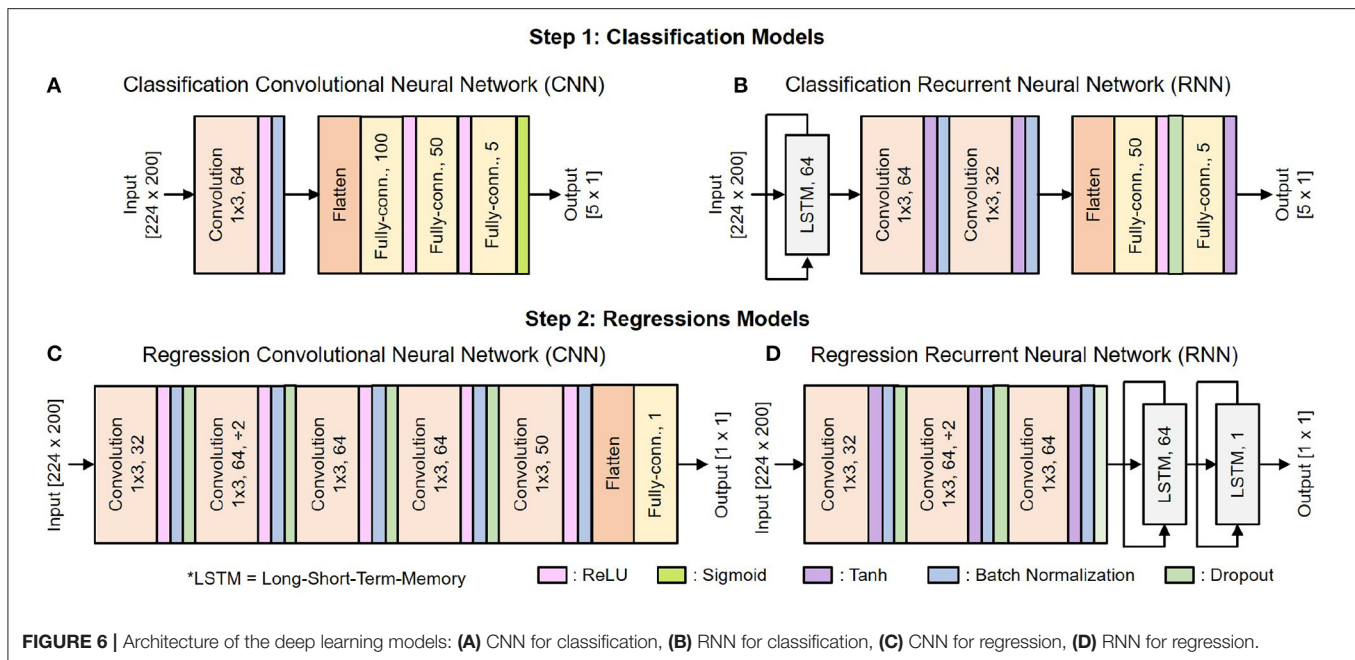 Step 1: Classification Models
A Classification Convolutional Neural Network (CNN)
Input
[224 x 200]
Convolution
1x3, 64
Flatten
Fully-conn., 100
Fully-conn., 50
Fully-conn., 5
Output
[5 x 1]
B Classification Recurrent Neural Network (RNN)
Input
[224 x 200]
LSTM, 64
Convolution
1x3, 64
Convolution
1x3, 32
Flatten
Fully-conn., 50
Fully-conn., 5
Output
[5 x 1]
Step 2: Regressions Models
C Regression Convolutional Neural Network (CNN)
Input [224 x 200]
Convolution
1x3, 32
Convolution
1x3, 64, ÷2
Convolution
1x3, 64
Convolution
1x3, 64
Convolution
1x3, 50
Flatten
Fully-conn., 1
Output [1 x 1]
D Regression Recurrent Neural Network (RNN)
Input [224 x 200]
Convolution
1x3, 32
Convolution
1x3, 64, ÷2
Convolution
1x3, 64
LSTM, 64
LSTM, 1
Output [1 x 1]
*LSTM = Long-Short-Term-Memory
: ReLU
: Sigmoid
: Tanh
: Batch Normalization
: Dropout
FIGURE 6 | Architecture of the deep learning models: (A) CNN for classification, (B) RNN for classification, (C) CNN for regression, (D) RNN for regression.